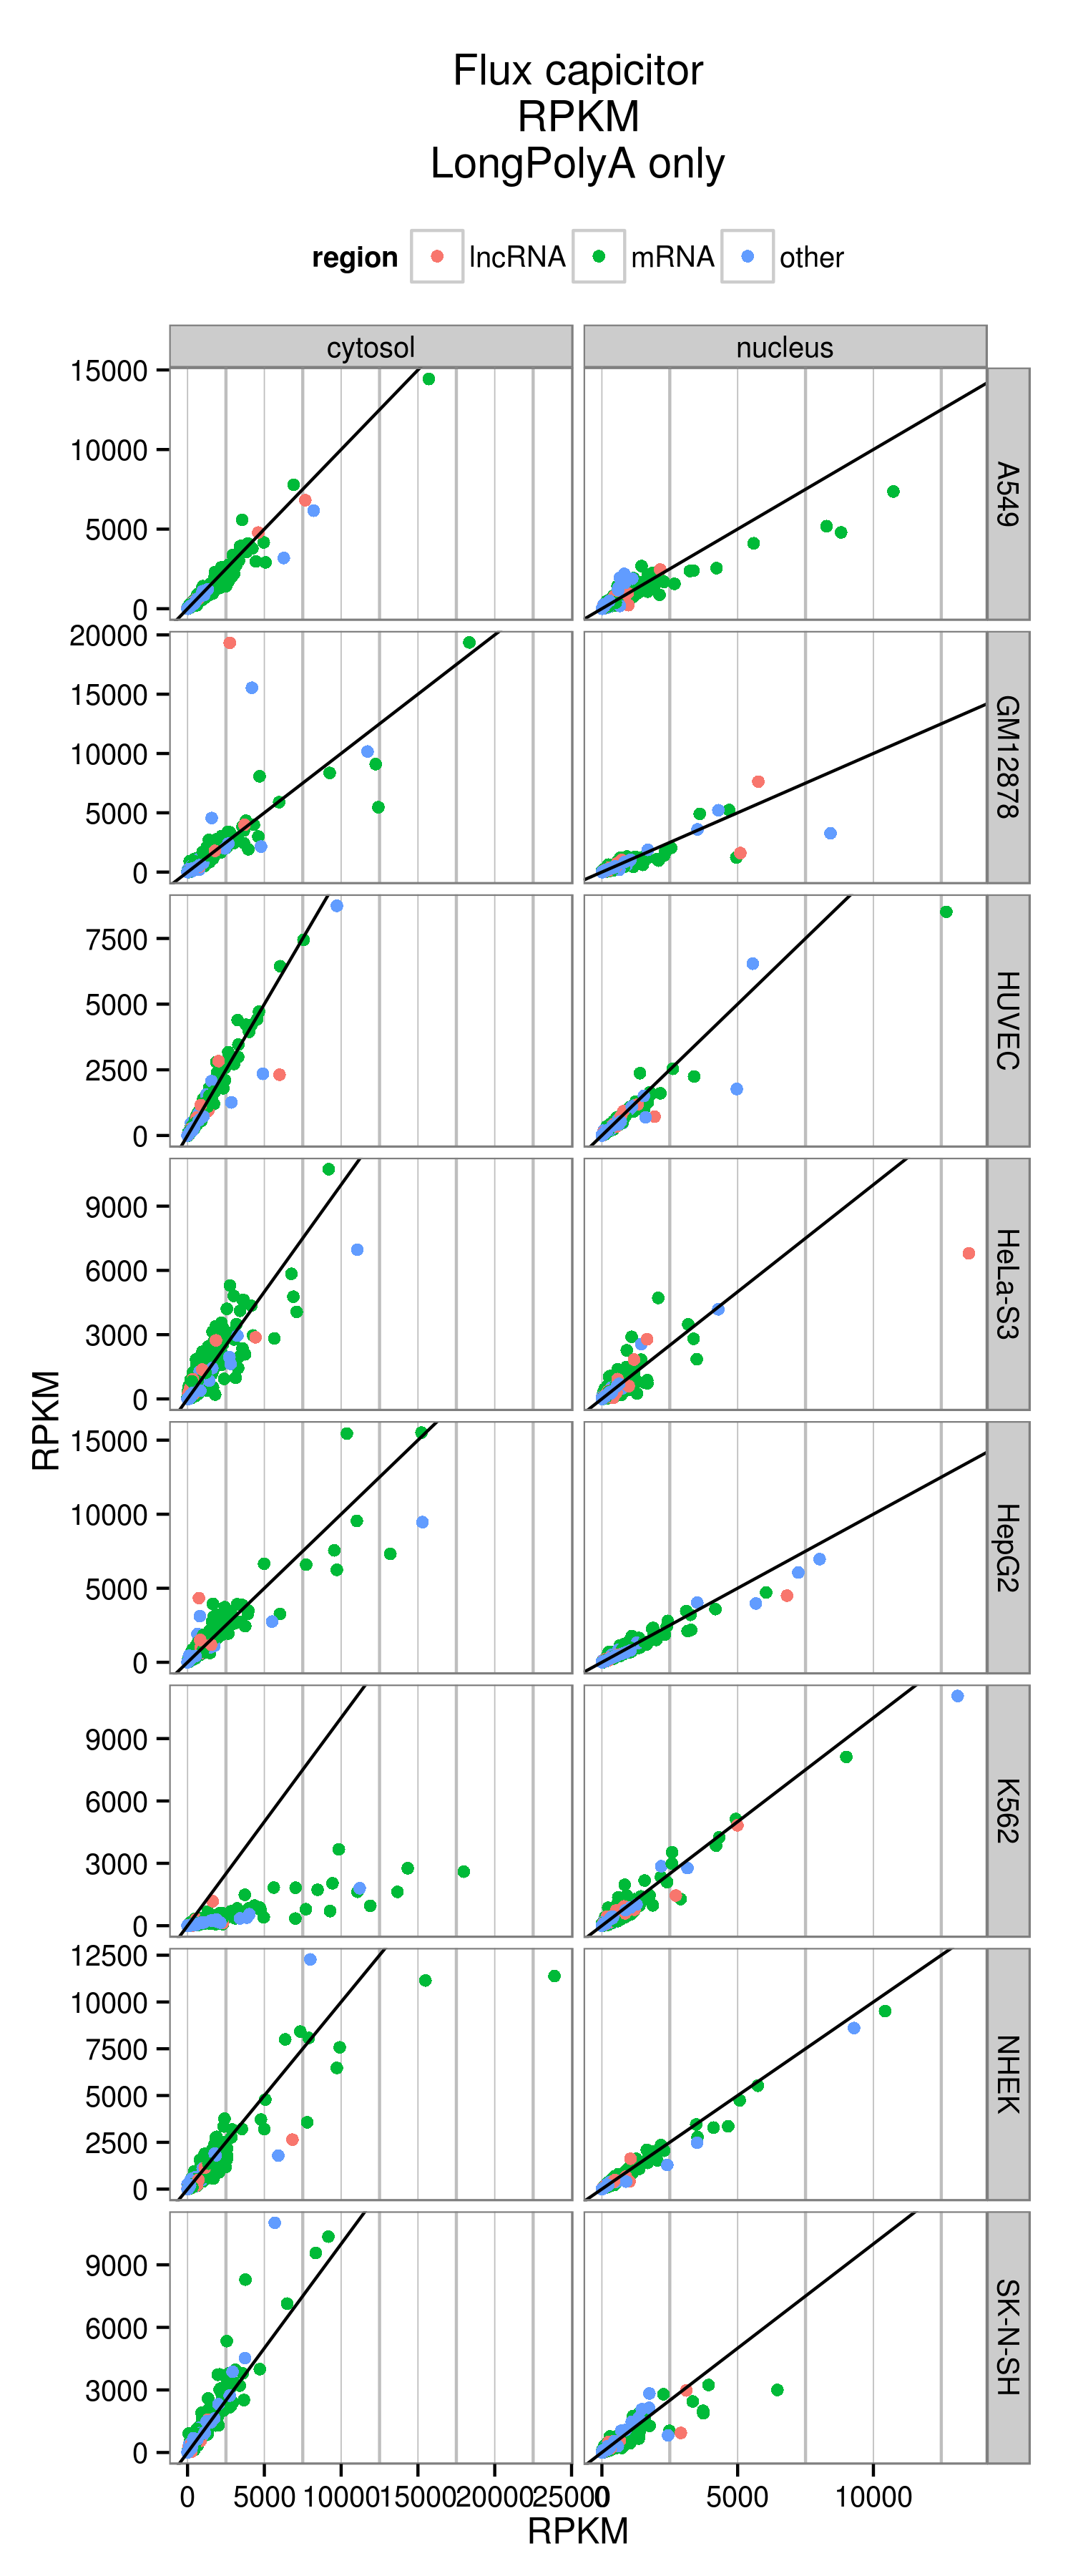 Flux capicitor
RPKM
LongPolyA only
region lncRNA mRNA other
cytosol nucleus
15000
10000
5000
0
A549
20000
15000
10000
5000
0
GM12878
7500
5000
2500
0
HUVEC
9000
6000
3000
0
HeLa-S3
15000
10000
5000
0
HepG2
9000
6000
3000
0
K562
12500
10000
7500
5000
2500
0
NHEK
9000
6000
3000
0
SK-N-SH
RPKM
0 5000 10000 15000 20000 25000 0 5000 10000
RPKM